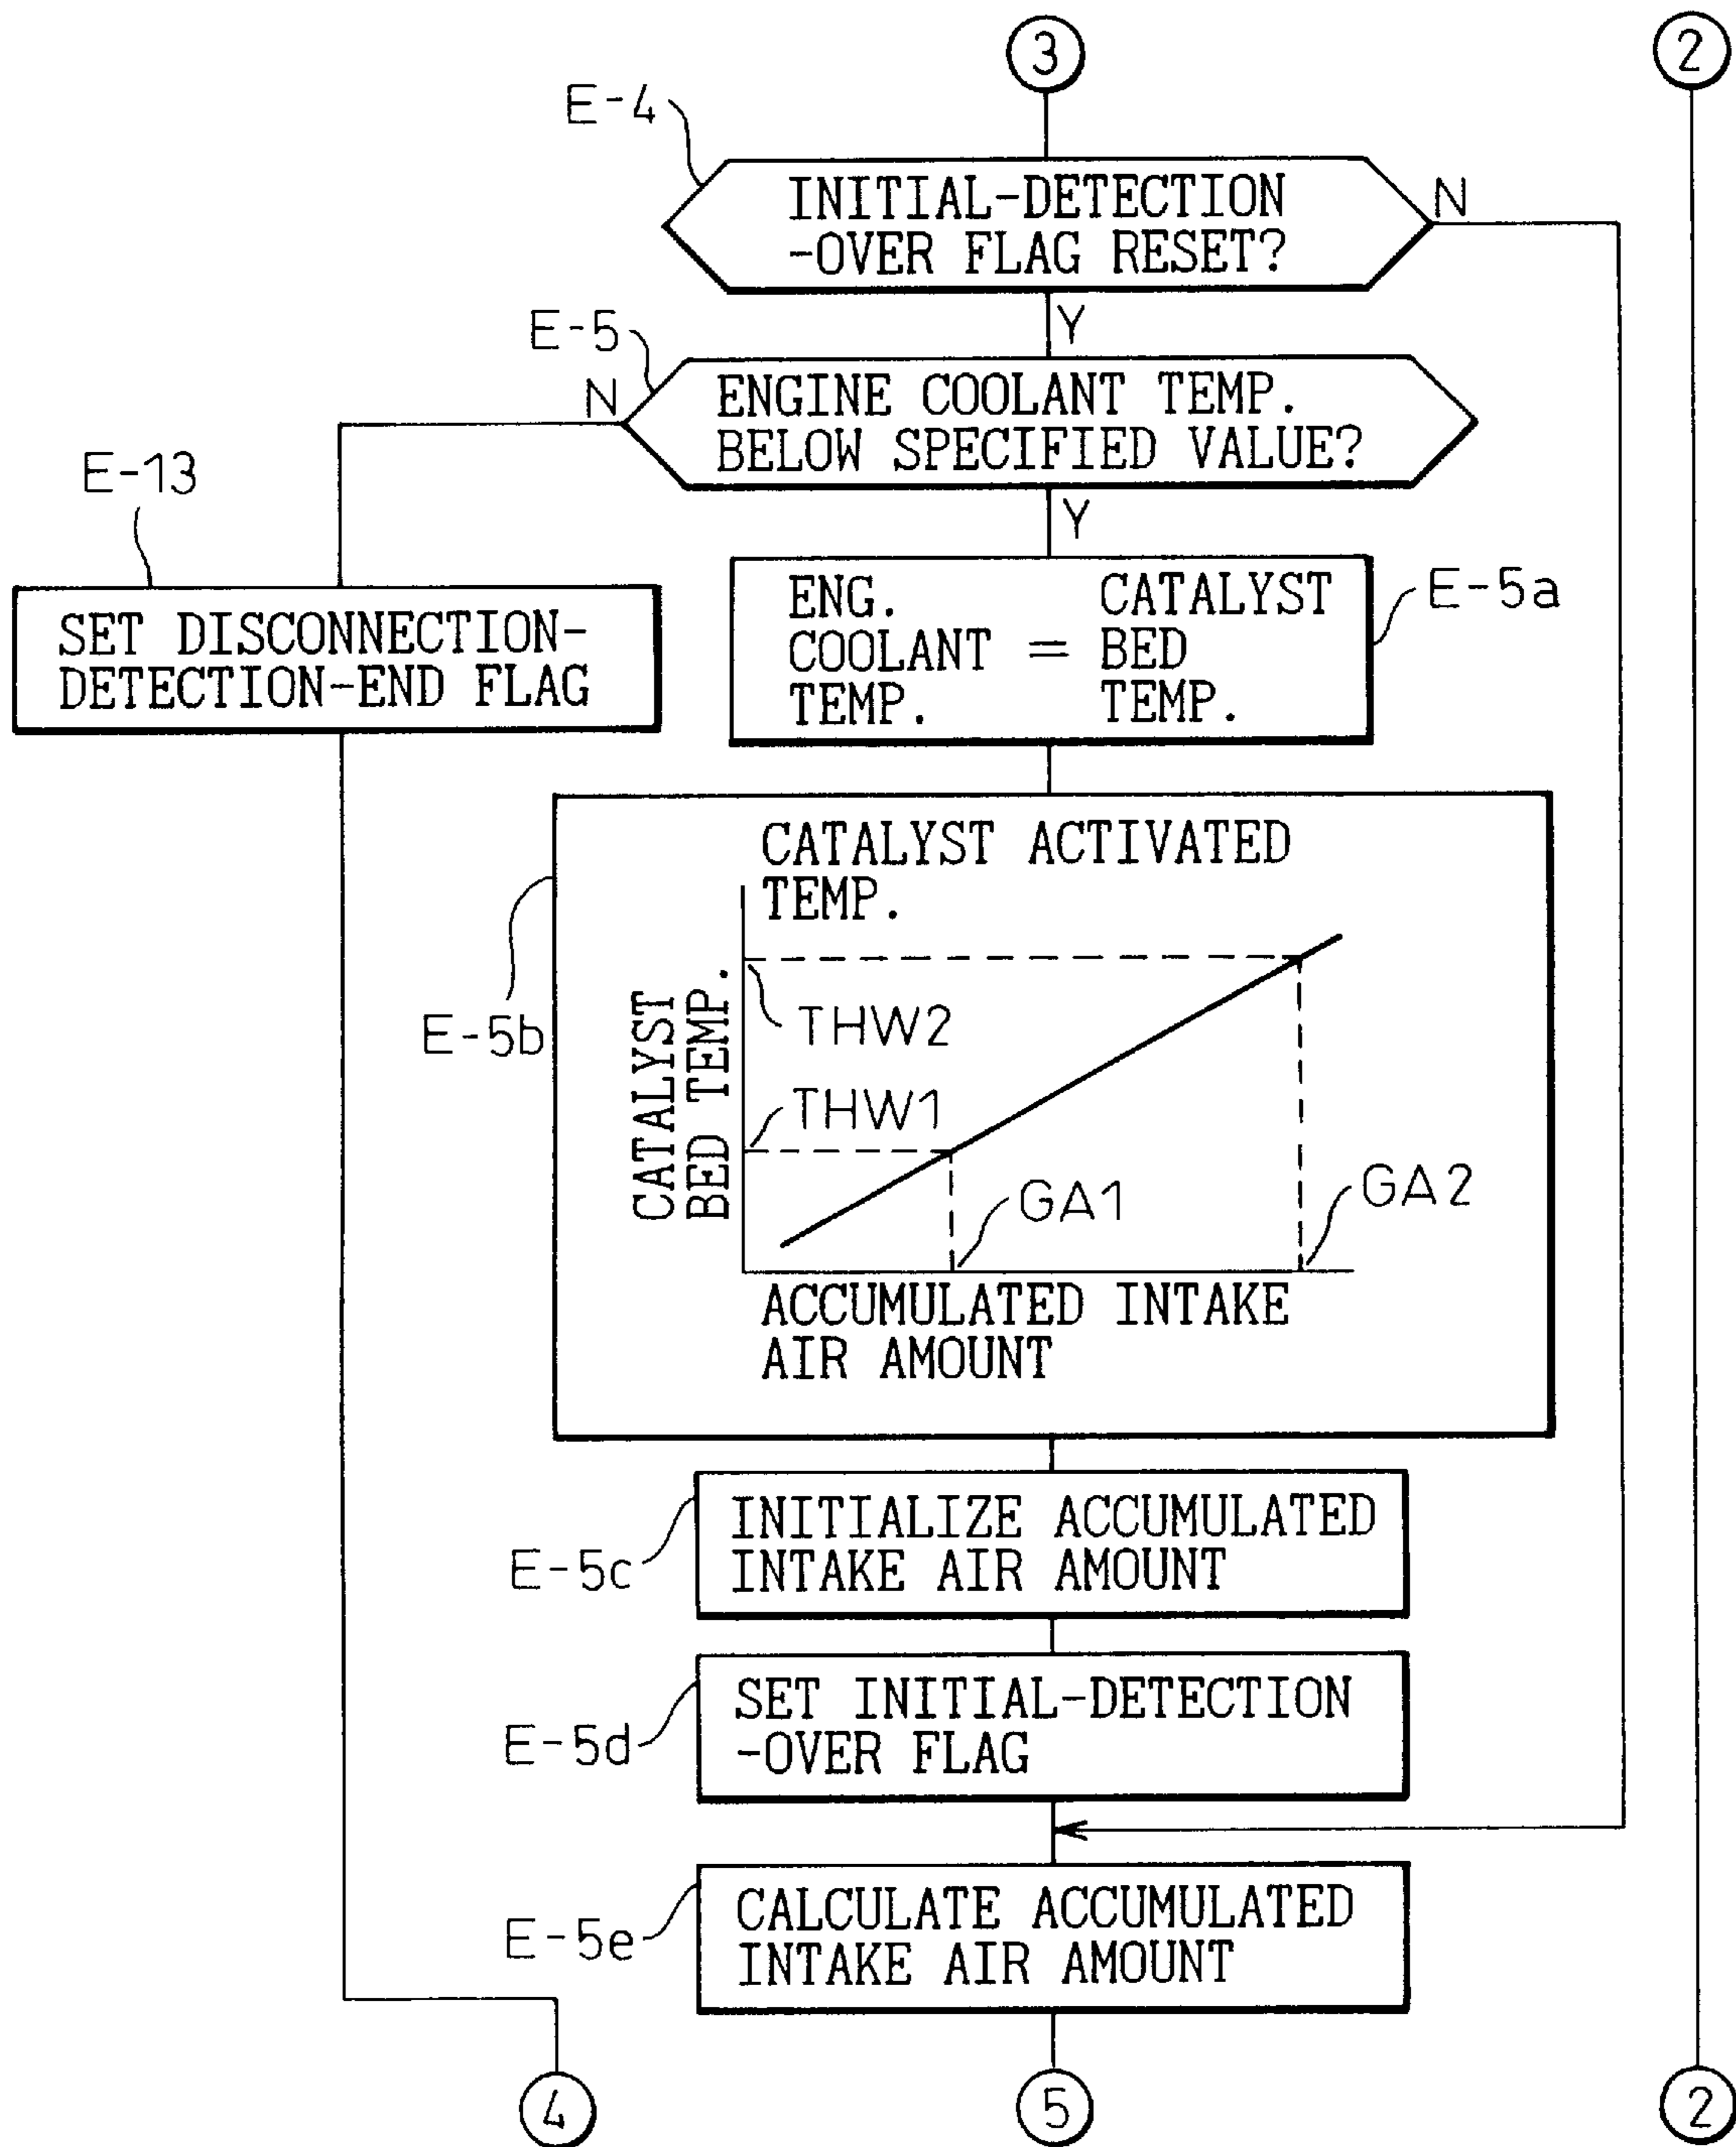 3
2
E-4
INITIAL-DETECTION
-OVER FLAG RESET?
N
Y
E-5
N
ENGINE COOLANT TEMP.
BELOW SPECIFIED VALUE?
Y
E-13
SET DISCONNECTION-
DETECTION-END FLAG
ENG.
COOLANT
TEMP.
=
CATALYST
BED
TEMP.
E-5a
E-5b
CATALYST ACTIVATED
TEMP.
CATALYST
BED TEMP.
THW2
THW1
GA1
GA2
ACCUMULATED INTAKE
AIR AMOUNT
E-5c
INITIALIZE ACCUMULATED
INTAKE AIR AMOUNT
E-5d
SET INITIAL-DETECTION
-OVER FLAG
E-5e
CALCULATE ACCUMULATED
INTAKE AIR AMOUNT
4
5
2